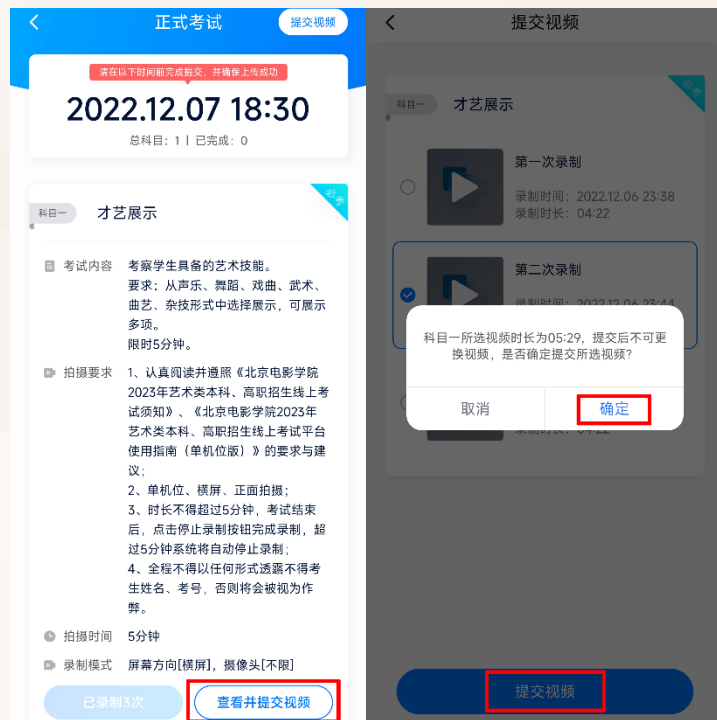 正式考试
提交视频
请在以下时间前完成提交，并确保上传成功
2022.12.07 18:30
总科目：1 | 已完成：0
必考
科目一
才艺展示
考试内容
考察学生具备的艺术技能。
要求：从声乐、舞蹈、戏曲、武术、
曲艺、杂技形式中选择展示，可展示
多项。
限时5分钟。
拍摄要求
1、认真阅读并遵照《北京电影学院
2023年艺术类本科、高职招生线上考
试须知》、《北京电影学院2023年
艺术类本科、高职招生线上考试平台
使用指南（单机位版）》的要求与建
议；
2、单机位、横屏、正面拍摄；
3、时长不得超过5分钟，考试结束
后，点击停止录制按钮完成录制，超
过5分钟系统将自动停止录制；
4、全程不得以任何形式透露不得考
生姓名、考号，否则将会被视为作
弊。
拍摄时间
5分钟
录制模式
屏幕方向[横屏]，摄像头[不限]
已录制3次
查看并提交视频
提交视频
必考
科目一
才艺展示
第一次录制
录制时间：2022.12.06 23:38
录制时长：04:22
第二次录制
录制时间：2022.12.06 23:44
科目一所选视频时长为05:29，提交后不可更
换视频，是否确定提交所选视频？
取消
确定
录制时长：04:22
提交视频